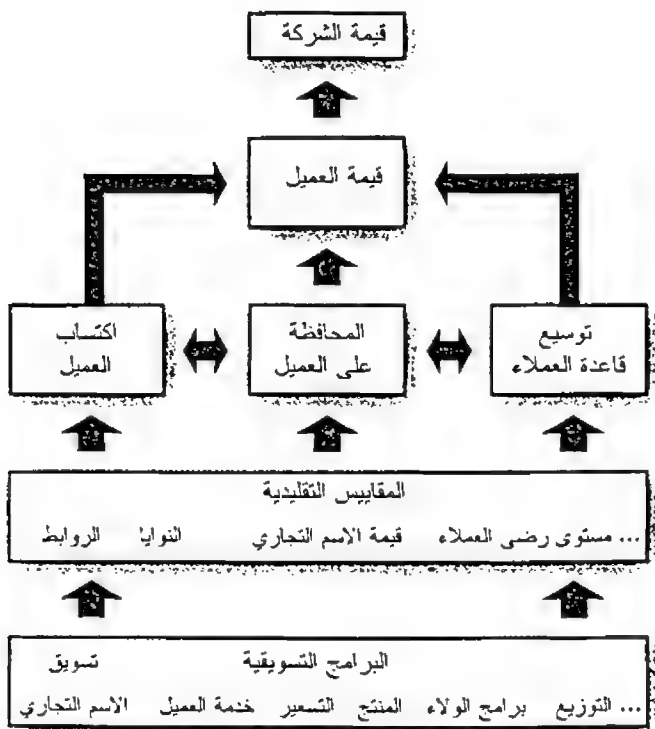 قيمة الشركة
قيمة العميل
توسيع
قاعدة العملاء
المحافظة
على العميل
اكتساب
العميل
المقاييس التقليدية
... مستوى رضى العملاء قيمة الاسم التجاري النوايا الروابط
البرامج التسويقية تسويق
... التوزيع برامج الولاء المنتج التسعير خدمة العميل الاسم التجاري